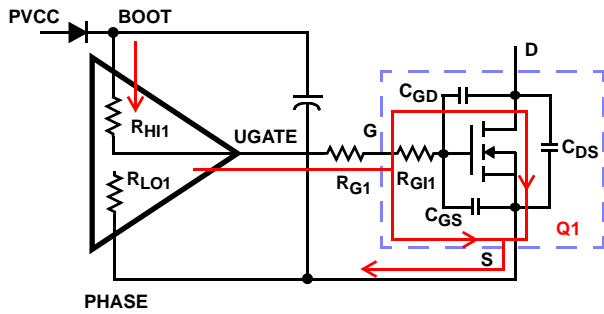 PVCC
BOOT
D
CGD
RHI1
UGATE
G
CDS
RLO1
RG1
RGI1
CGS
Q1
S
PHASE